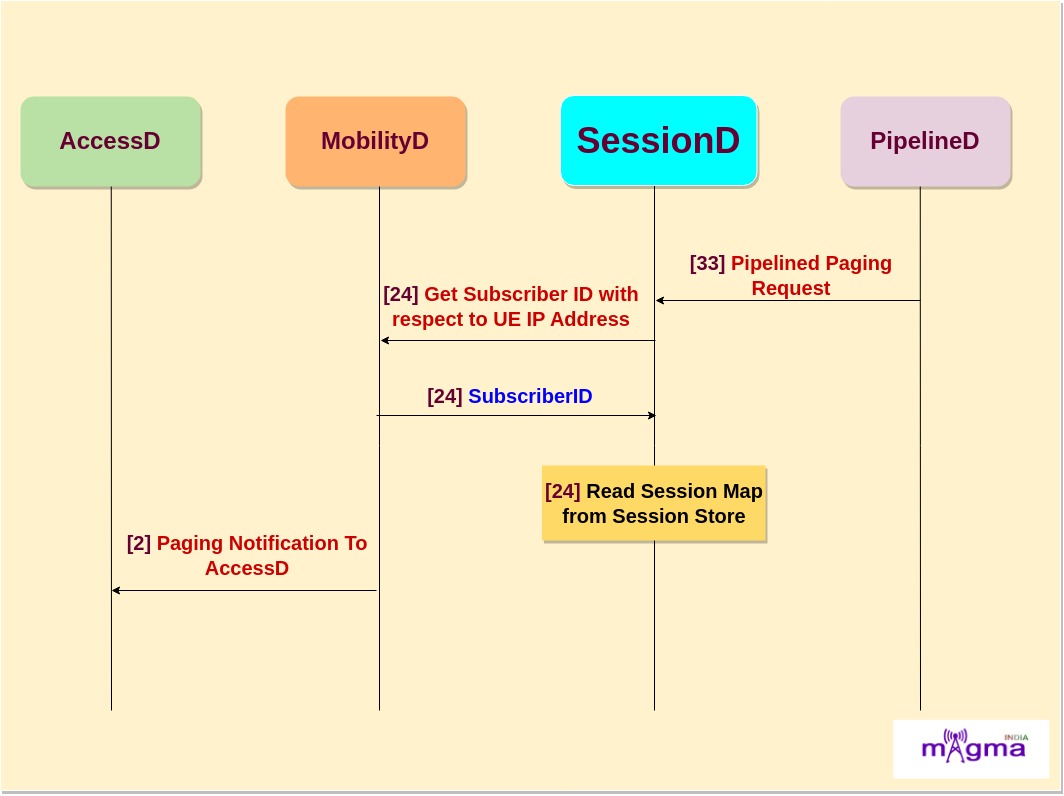 AccessD
MobilityD
SessionD
PipelineD
[33] Pipelined Paging
Request
[24] Get Subscriber ID with
respect to UE IP Address
[24] SubscriberID
[24] Read Session Map
from Session Store
[2] Paging Notification To
AccessD
INDIA
magma